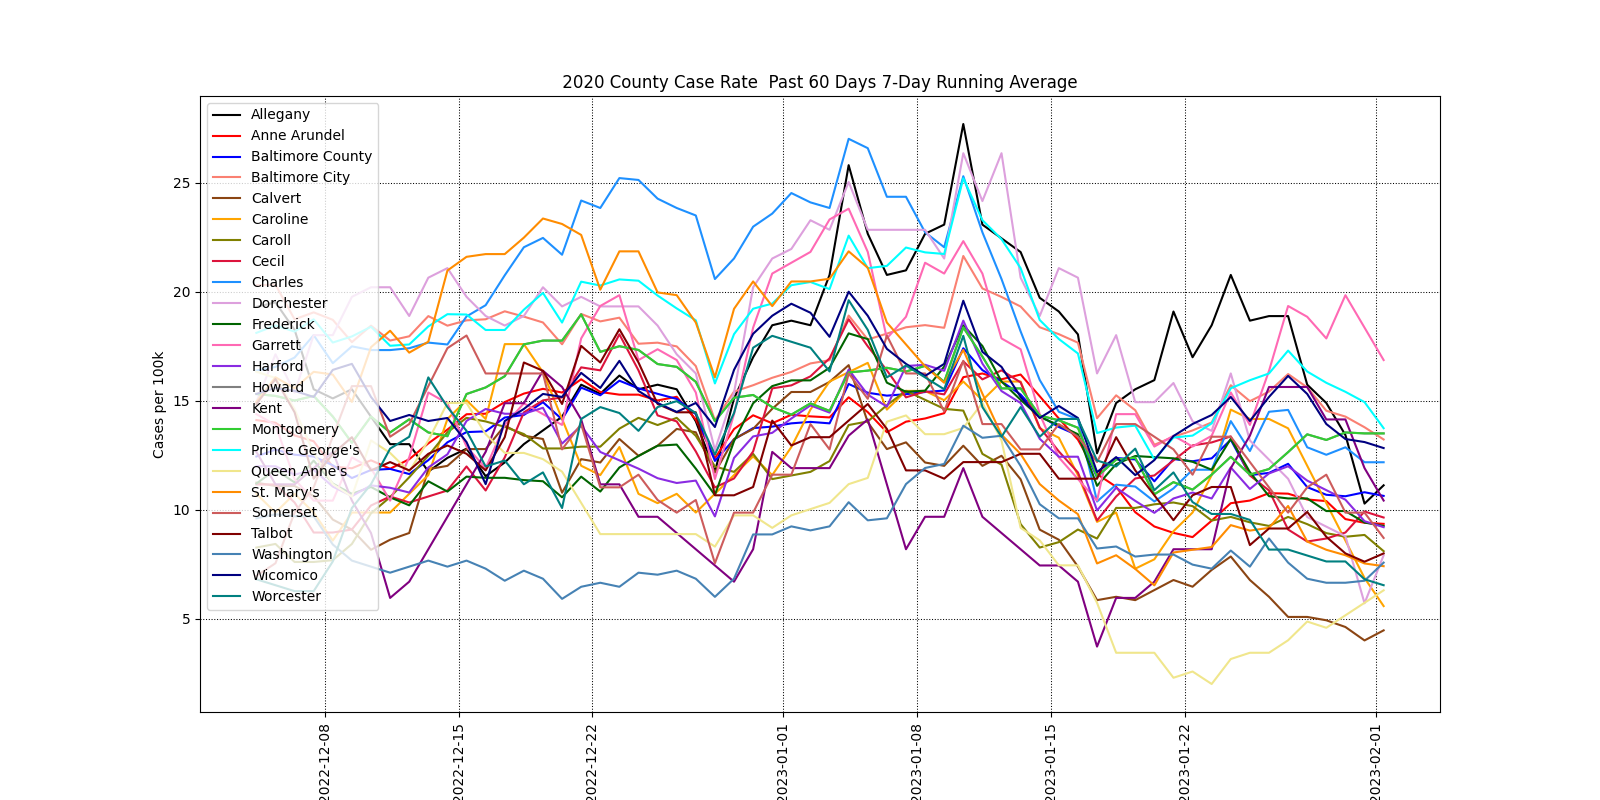 2020 County Case Rate  Past 60 Days 7-Day Running Average
Cases per 100k
25
20
15
10
5
Allegany
Anne Arundel
Baltimore County
Baltimore City
Calvert
Caroline
Caroll
Cecil
Charles
Dorchester
Frederick
Garrett
Harford
Howard
Kent
Montgomery
Prince George's
Queen Anne's
St. Mary's
Somerset
Talbot
Washington
Wicomico
Worcester
2022-12-08
2022-12-15
2022-12-22
2023-01-01
2023-01-08
2023-01-15
2023-01-22
2023-02-01